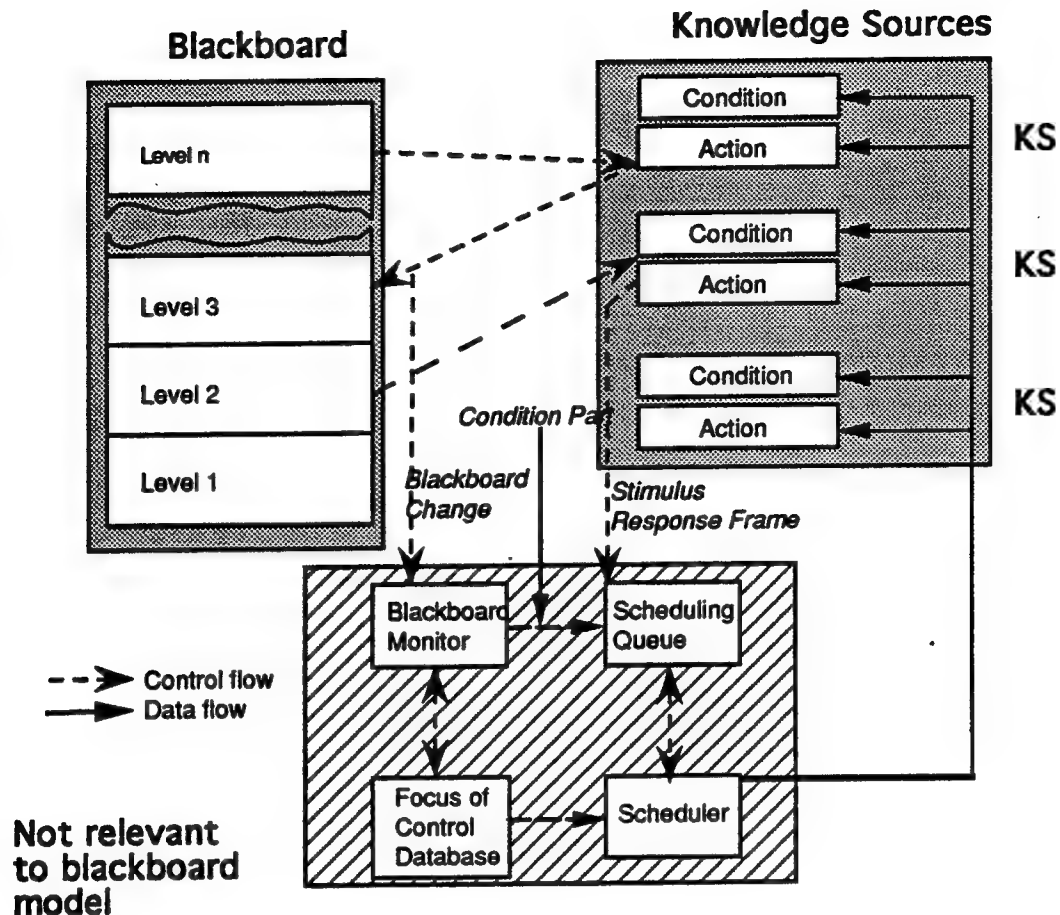 Blackboard
Knowledge Sources
Level n
Level 3
Level 2
Level 1
Condition
Action
KS
Condition
Action
KS
Condition
Action
KS
Condition Par
Blackboard
Change
Stimulus
Response Frame
Blackboard
Monitor
Scheduling
Queue
Control flow
Data flow
Focus of
Control
Database
Scheduler
Not relevant
to blackboard
model